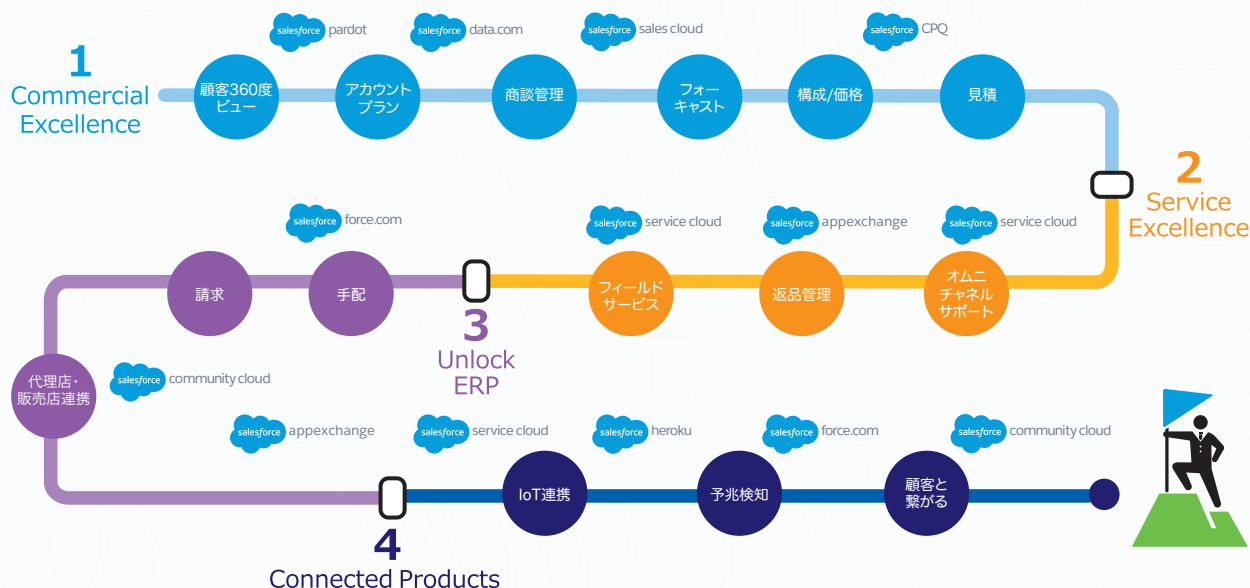 salesforce pardot
salesforce data.com
salesforce sales cloud
salesforce CPQ
1
Commercial
Excellence
顧客360度
ビュー
アカウント
プラン
商談管理
フォー
キャスト
構成/価格
見積
2
Service
Excellence
salesforce force.com
salesforce service cloud
salesforce appexchange
salesforce service cloud
請求
手配
フィールド
サービス
返品管理
オムニ
チャネル
サポート
3
Unlock
ERP
代理店・
販売店連携
salesforce community cloud
salesforce appexchange
salesforce service cloud
salesforce heroku
salesforce force.com
salesforce community cloud
IoT連携
予兆検知
顧客と
繋がる
4
Connected Products